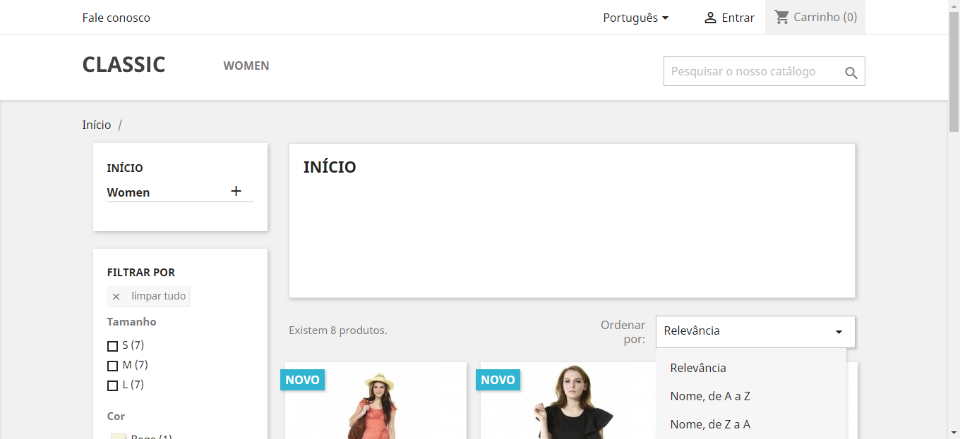 Fale conosco
Português
Entrar
Carrinho (0)
CLASSIC
WOMEN
Pesquisar o nosso catálogo
Início /
INÍCIO
Women
INÍCIO
FILTRAR POR
limpar tudo
Tamanho
S (7)
M (7)
L (7)
Cor
Bege (1)
Existem 8 produtos.
Ordenar
por:
Relevância
Relevância
Nome, de A a Z
Nome, de Z a A
NOVO
NOVO